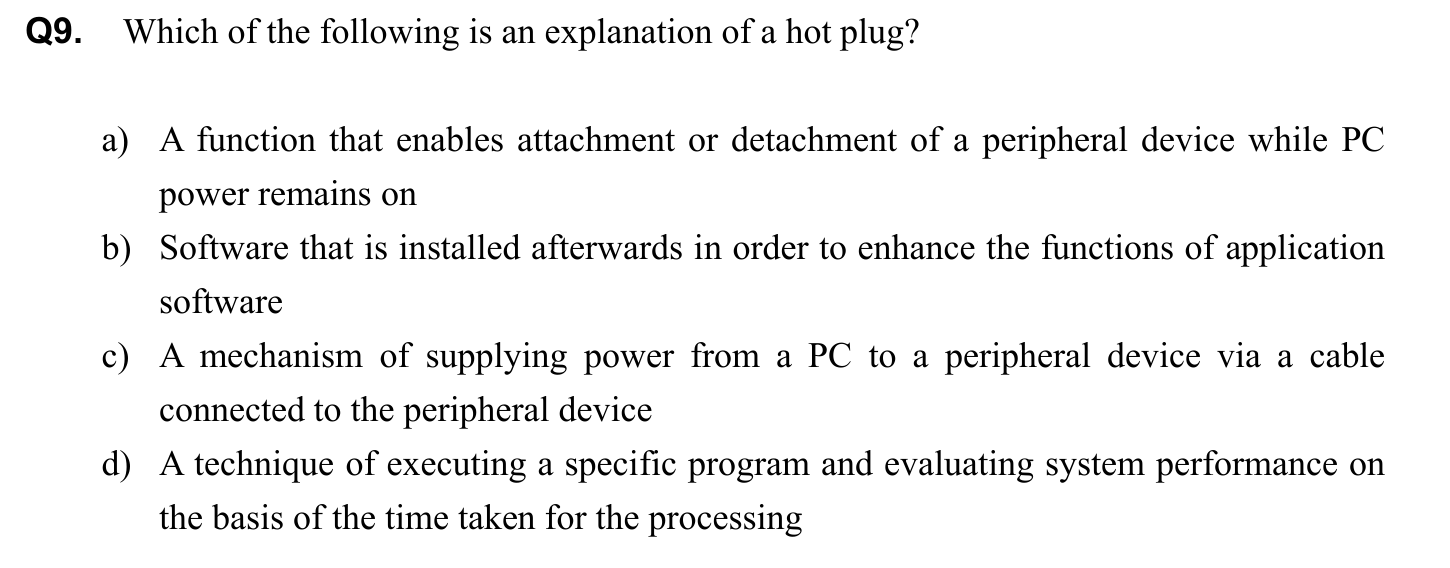 Q9. Which of the following is an explanation of a hot plug?
a) A function that enables attachment or detachment of a peripheral device while PC
power remains on
b) Software that is installed afterwards in order to enhance the functions of application
software
c) A mechanism of supplying power from a PC to a peripheral device via a cable
connected to the peripheral device
d) A technique of executing a specific program and evaluating system performance on
the basis of the time taken for the processing